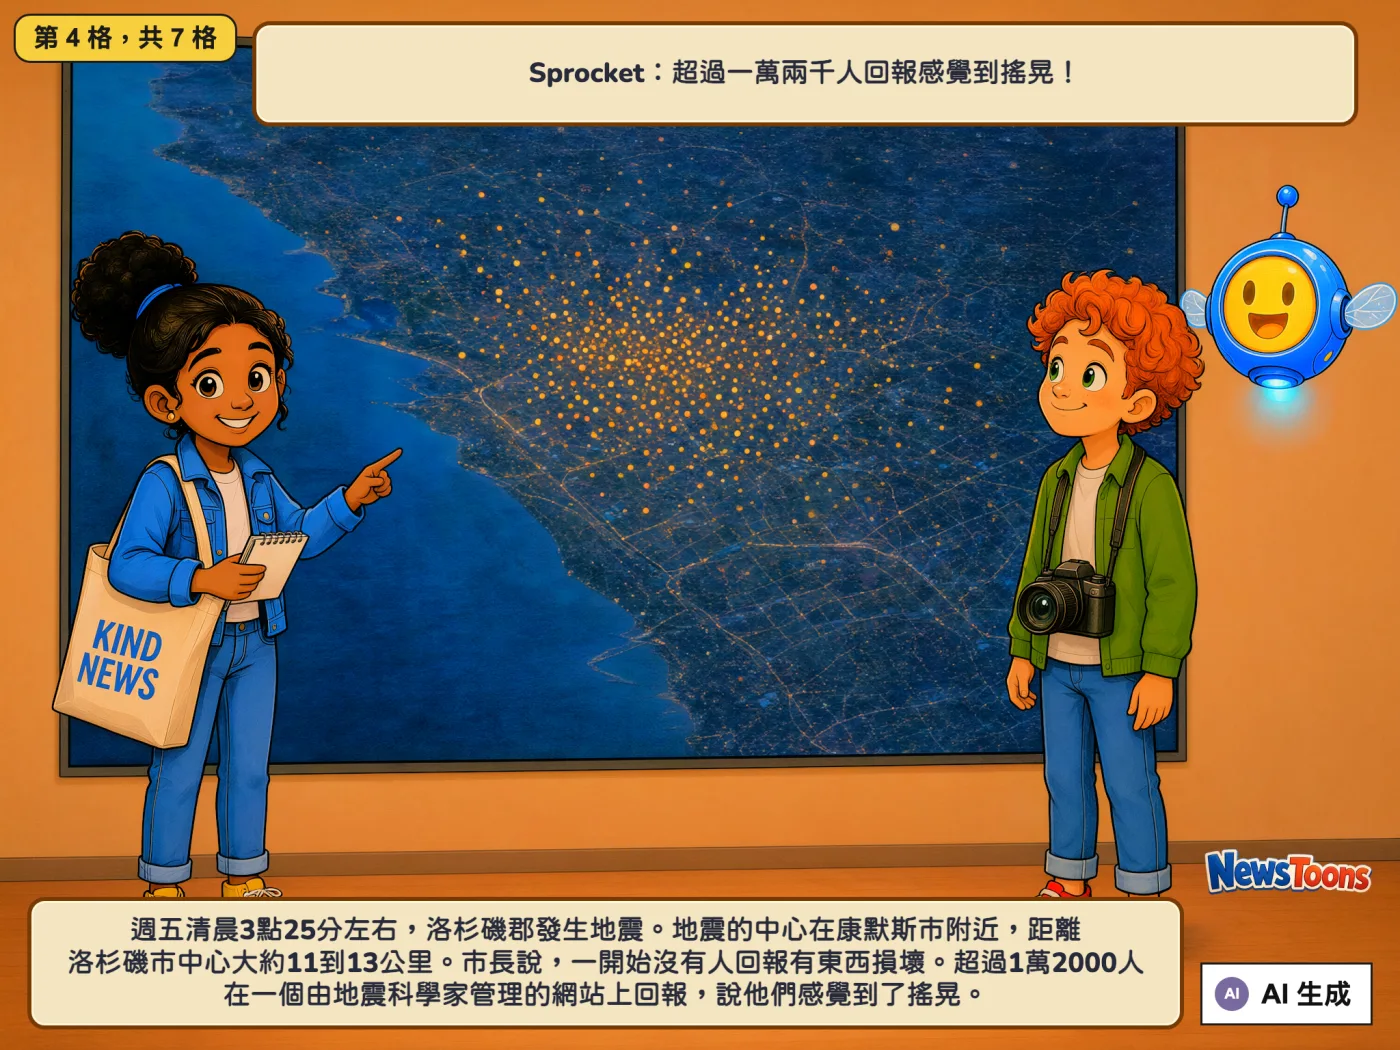 第 4 格，共 7 格
Sprocket：超過一萬兩千人回報感覺到搖晃！
KIND
NEWS
NewsToons
週五清晨3點25分左右，洛杉磯郡發生地震。地震的中心在康默斯市附近，距離
洛杉磯市中心大約11到13公里。市長說，一開始沒有人回報有東西損壞。超過1萬2000人
在一個由地震科學家管理的網站上回報，說他們感覺到了搖晃。
AI AI 生成